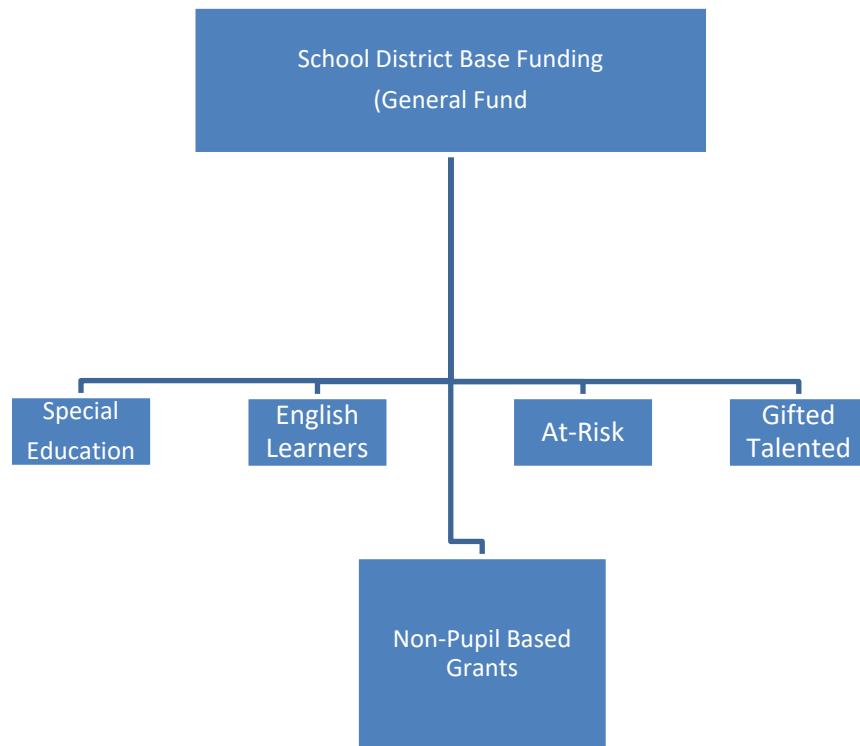 School District Base Funding
(General Fund
Special
Education
English
Learners
At-Risk
Gifted
Talented
Non-Pupil Based
Grants